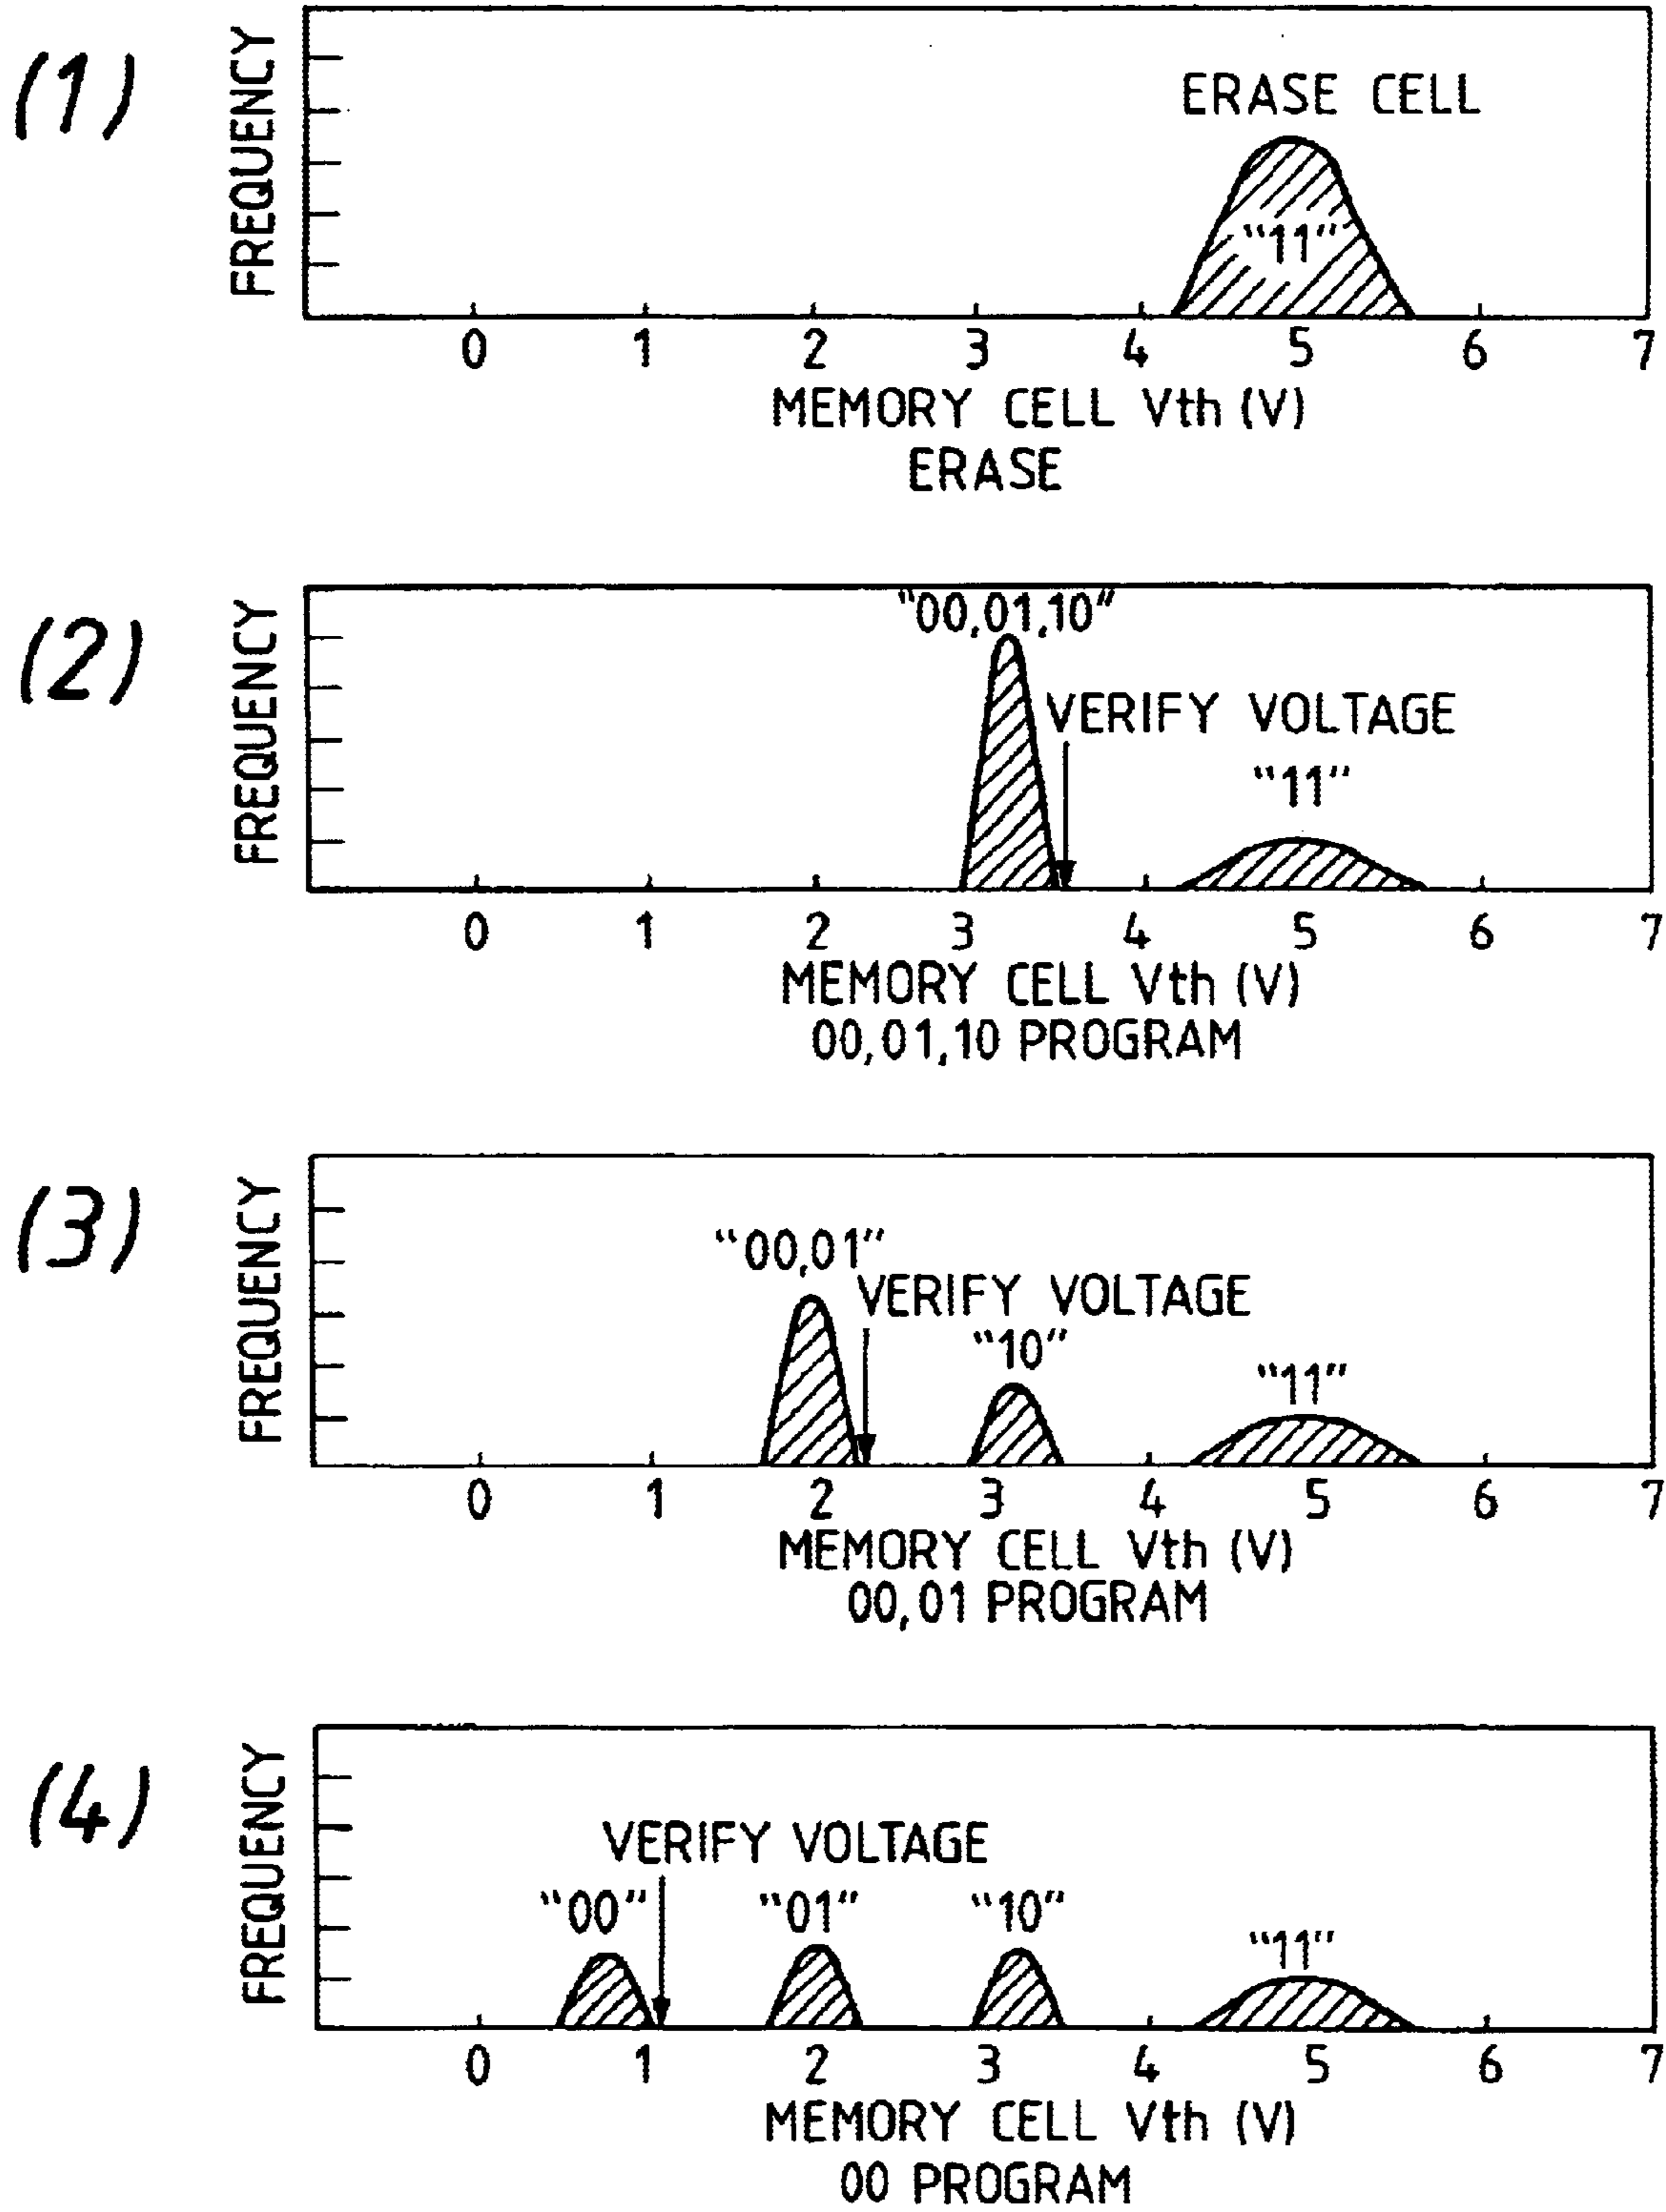 (1)
FREQUENCY
ERASE CELL
"11"
0 1 2 3 4 5 6 7
MEMORY CELL Vth (V)
ERASE
(2)
FREQUENCY
"00,01,10"
VERIFY VOLTAGE
"11"
0 1 2 3 4 5 6 7
MEMORY CELL Vth (V)
00,01,10 PROGRAM
(3)
FREQUENCY
"00,01"
VERIFY VOLTAGE
"10"
"11"
0 1 2 3 4 5 6 7
MEMORY CELL Vth (V)
00,01 PROGRAM
(4)
FREQUENCY
VERIFY VOLTAGE
"00" "01" "10" "11"
0 1 2 3 4 5 6 7
MEMORY CELL Vth (V)
00 PROGRAM